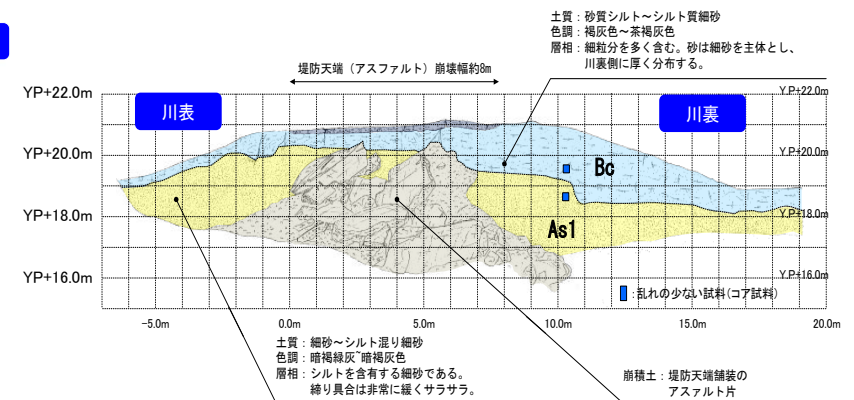 土質：砂質シルト～シルト質細砂
色調：褐灰色～茶褐灰色
層相：細粒分を多く含む。砂は細砂を主体とし、
川裏側に厚く分布する。
堤防天端（アスファルト）崩壊幅約8m
YP+22.0m
川表
川裏
Y.P+22.0m
YP+20.0m
Y.P+20.0m
Bc
YP+18.0m
Y.P+18.0m
As1
YP+16.0m
Y.P+16.0m
：乱れの少ない試料(コア試料)
-5.0m
0.0m
5.0m
10.0m
15.0m
20.0m
土質：細砂～シルト混り細砂
色調：暗褐緑灰~暗褐灰色
層相：シルトを含有する細砂である。
締り具合は非常に緩くサラサラ。
崩積土：堤防天端舗装の
アスァルト片